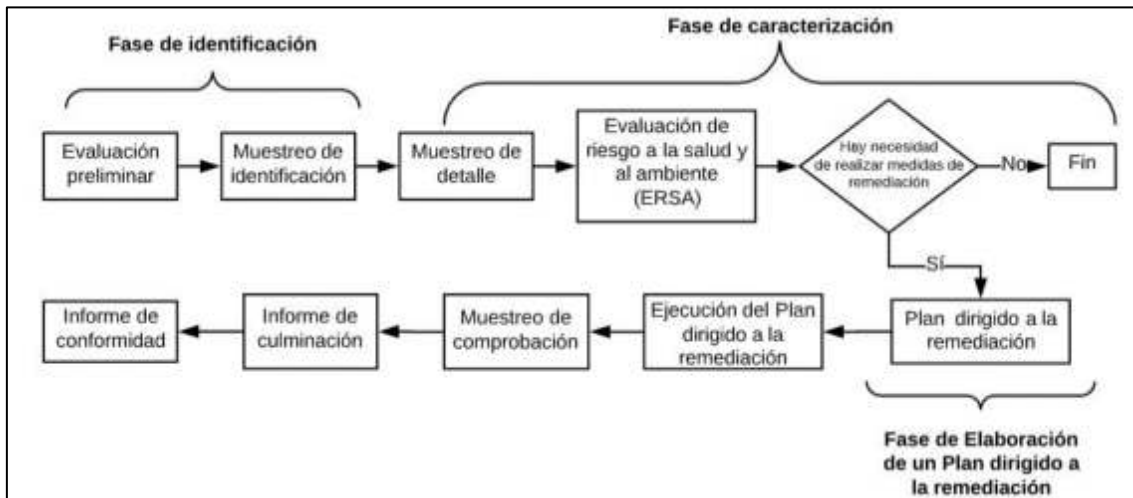 Fase de identificación
Fase de caracterización
Evaluación
preliminar
Muestreo de
identificación
Muestreo de
detalle
Evaluación de
riesgo a la salud y
al ambiente
(ERSA)
Hay necesidad
de realizar medidas de
remediación
No
Fin
Sí
Plan dirigido a la
remediación
Ejecución del Plan
dirigido a la
remediación
Muestreo de
comprobación
Informe de
culminación
Informe de
conformidad
Fase de Elaboración
de un Plan dirigido a
la remediación